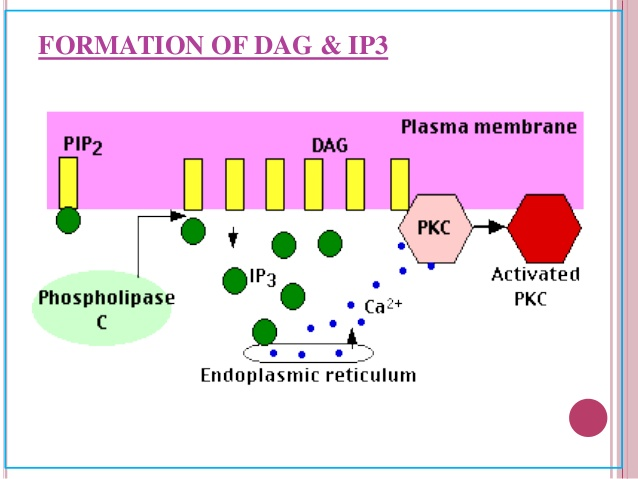 FORMATION OF DAG & IP3
Plasma membrane
PIP2
DAG
PKC
IP3
Activated
PKC
Phospholipase
C
Ca2+
Endoplasmic reticulum